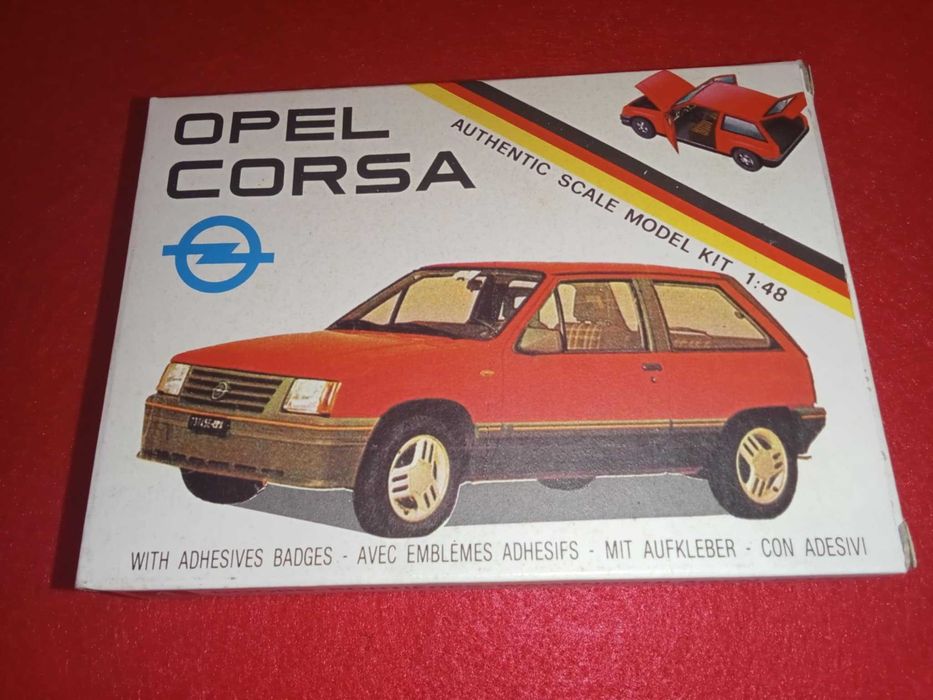 OPEL
CORSA
AUTHENTIC SCALE MODEL KIT 1:48
WITH ADHESIVES BADGES - AVEC EMBLÈMES ADHESIFS - MIT AUFKLEBER - CON ADESIVI